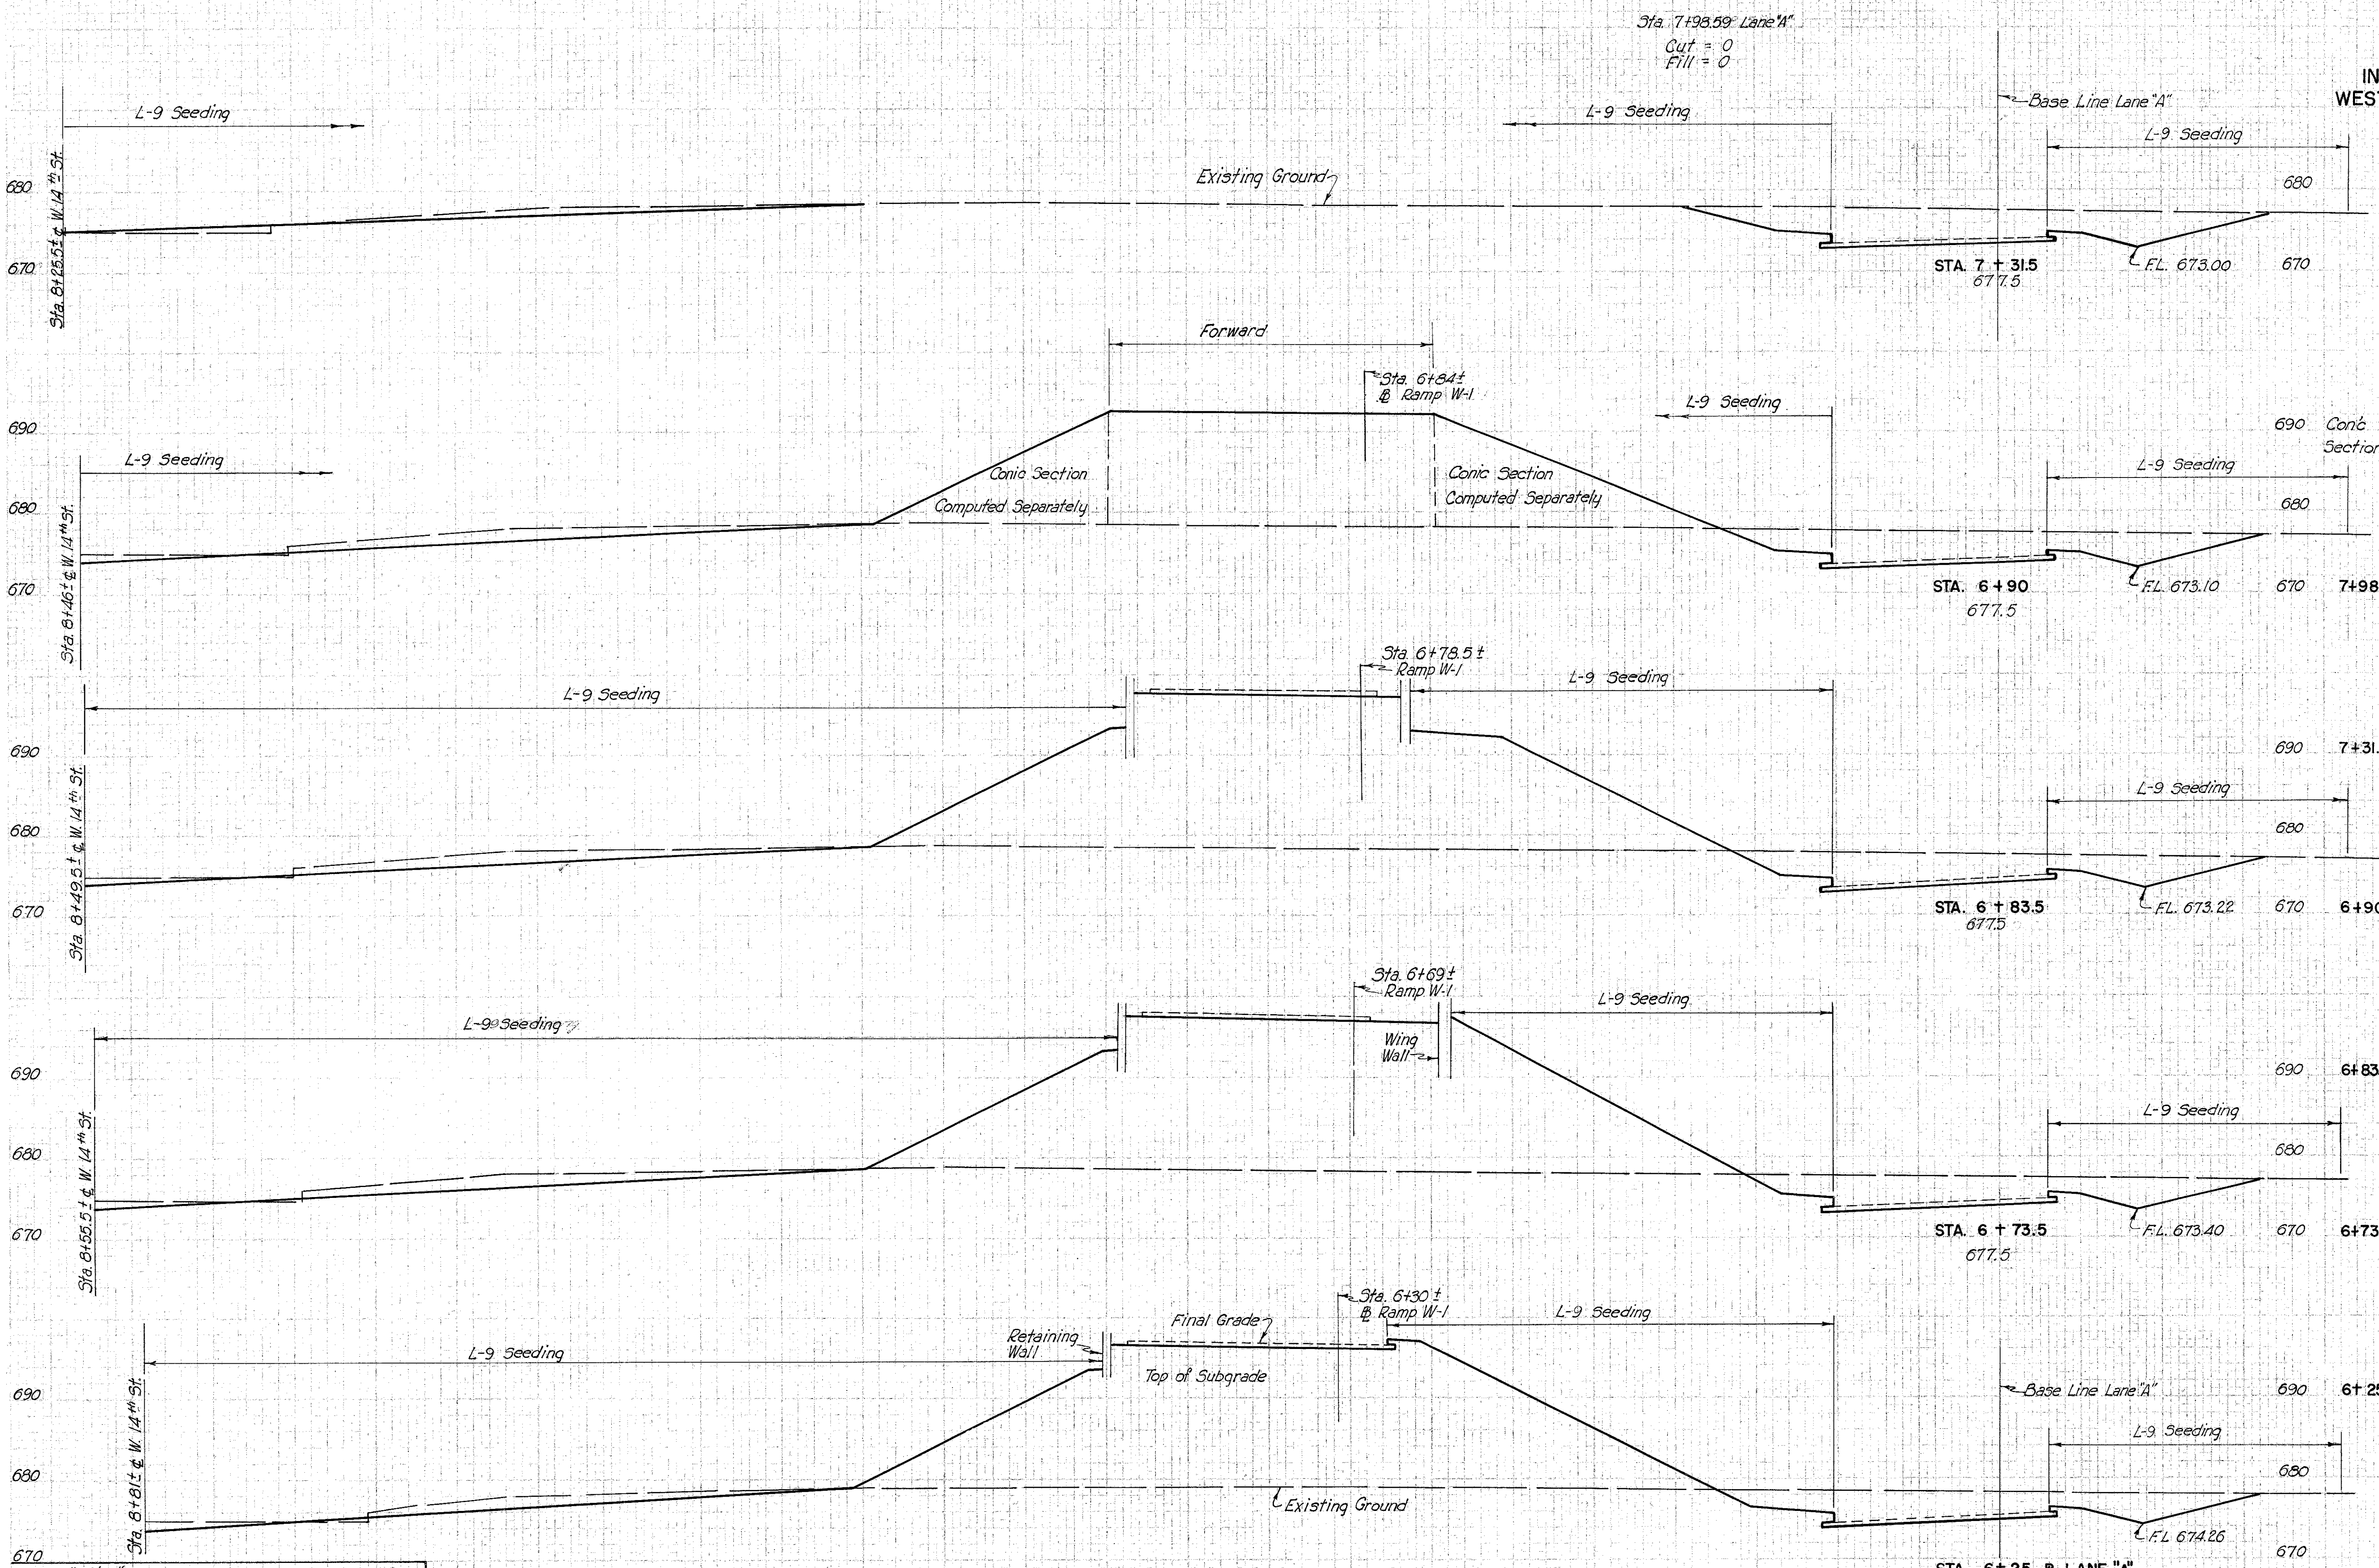 Sta. 7+98.59 Lane "A"
Cut = 0
Fill = 0
IN
WEST
L-9 Seeding
Base Line Lane "A"
L-9 Seeding
L-9 Seeding
Existing Ground
680
680
Sta. 8+25.5± ℄ W. 14th St.
670
STA. 7 + 31.5
677.5
F.L. 673.00
670
Forward
Sta. 6+84±
℄ Ramp W-1
L-9 Seeding
690
690
Con'c
Section
L-9 Seeding
L-9 Seeding
Conic Section
Computed Separately
Conic Section
Computed Separately
680
680
Sta. 8+46± ℄ W. 14th St.
670
STA. 6 + 90
677.5
F.L. 673.10
670
7+98
Sta. 6+78.5±
Ramp W-1
L-9 Seeding
L-9 Seeding
690
690
7+31.
L-9 Seeding
680
680
Sta. 8+49.5± ℄ W. 14th St.
670
STA. 6 + 83.5
677.5
F.L. 673.22
670
6+90
Sta. 6+69±
Ramp W-1
L-9 Seeding
L-9 Seeding
Wing
Wall
690
690
6+83.
L-9 Seeding
680
680
Sta. 8+55.5± ℄ W. 14th St.
670
STA. 6 + 73.5
677.5
F.L. 673.40
670
6+73
Sta. 6+30±
℄ Ramp W-1
Final Grade
L-9 Seeding
Retaining
Wall
L-9 Seeding
Top of Subgrade
690
Base Line Lane "A"
690
6+25
L-9 Seeding
680
680
Sta. 8+81± ℄ W. 14th St.
Existing Ground
F.L. 674.26
670
670
STA. 6+25 ℄ LANE "A"